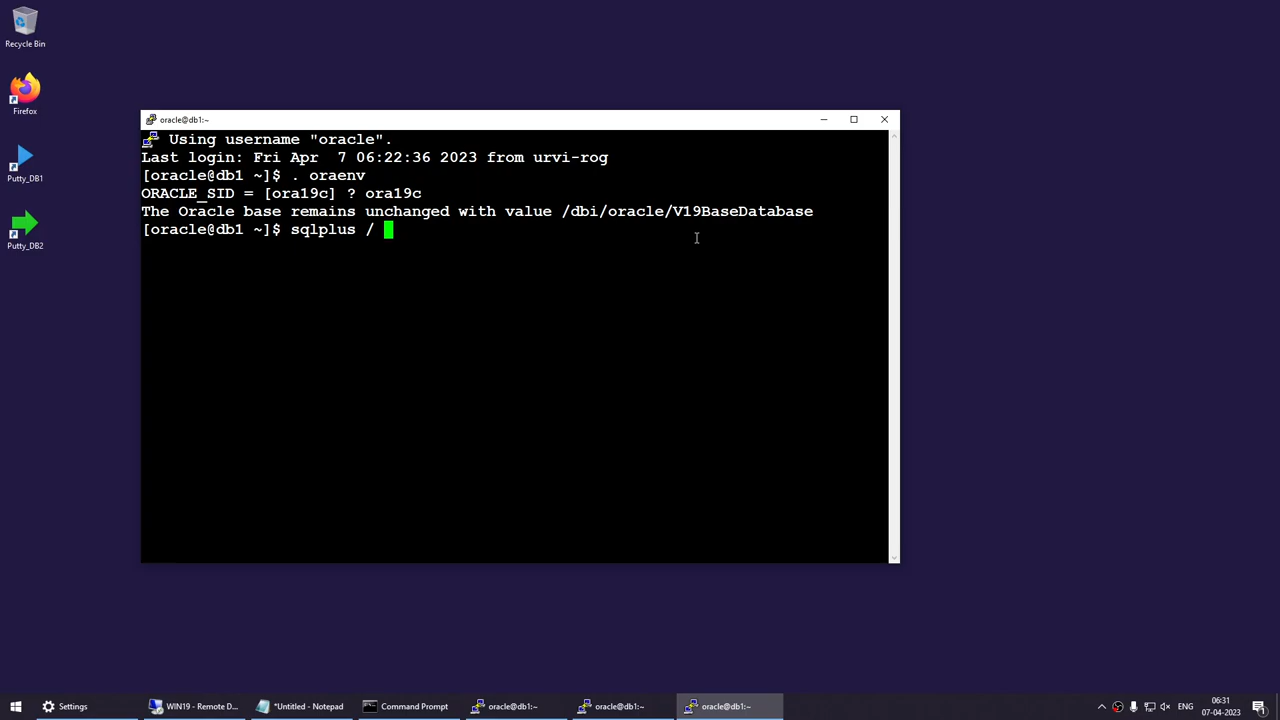 Recycle Bin
Firefox
Putty_DB1
Putty_DB2
oracle@db1:~
Using username "oracle".
Last login: Fri Apr  7 06:22:36 2023 from urvi-rog
[oracle@db1 ~]$ . oraenv
ORACLE_SID = [ora19c] ? ora19c
The Oracle base remains unchanged with value /dbi/oracle/V19BaseDatabase
[oracle@db1 ~]$ sqlplus /
Settings
WIN19 - Remote D...
*Untitled - Notepad
Command Prompt
oracle@db1:~
oracle@db1:~
oracle@db1:~
ENG
06:31
07-04-2023